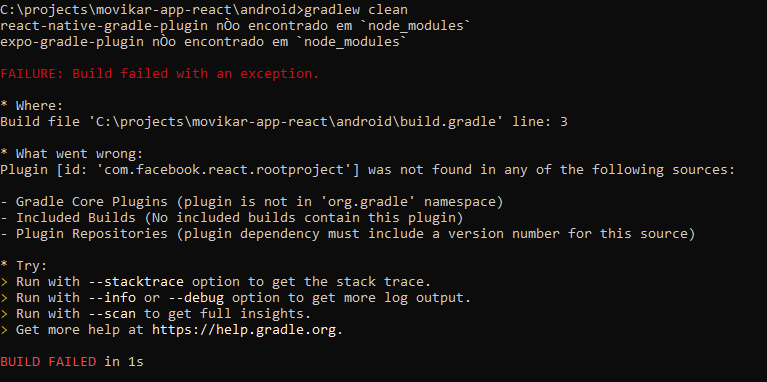 C:\projects\movikar-app-react\android>gradlew clean
react-native-gradle-plugin nÒo encontrado em `node_modules`
expo-gradle-plugin nÒo encontrado em `node_modules`
FAILURE: Build failed with an exception.
* Where:
Build file 'C:\projects\movikar-app-react\android\build.gradle' line: 3
* What went wrong:
Plugin [id: 'com.facebook.react.rootproject'] was not found in any of the following sources:
- Gradle Core Plugins (plugin is not in 'org.gradle' namespace)
- Included Builds (No included builds contain this plugin)
- Plugin Repositories (plugin dependency must include a version number for this source)
* Try:
> Run with --stacktrace option to get the stack trace.
> Run with --info or --debug option to get more log output.
> Run with --scan to get full insights.
> Get more help at https://help.gradle.org.
BUILD FAILED in 1s